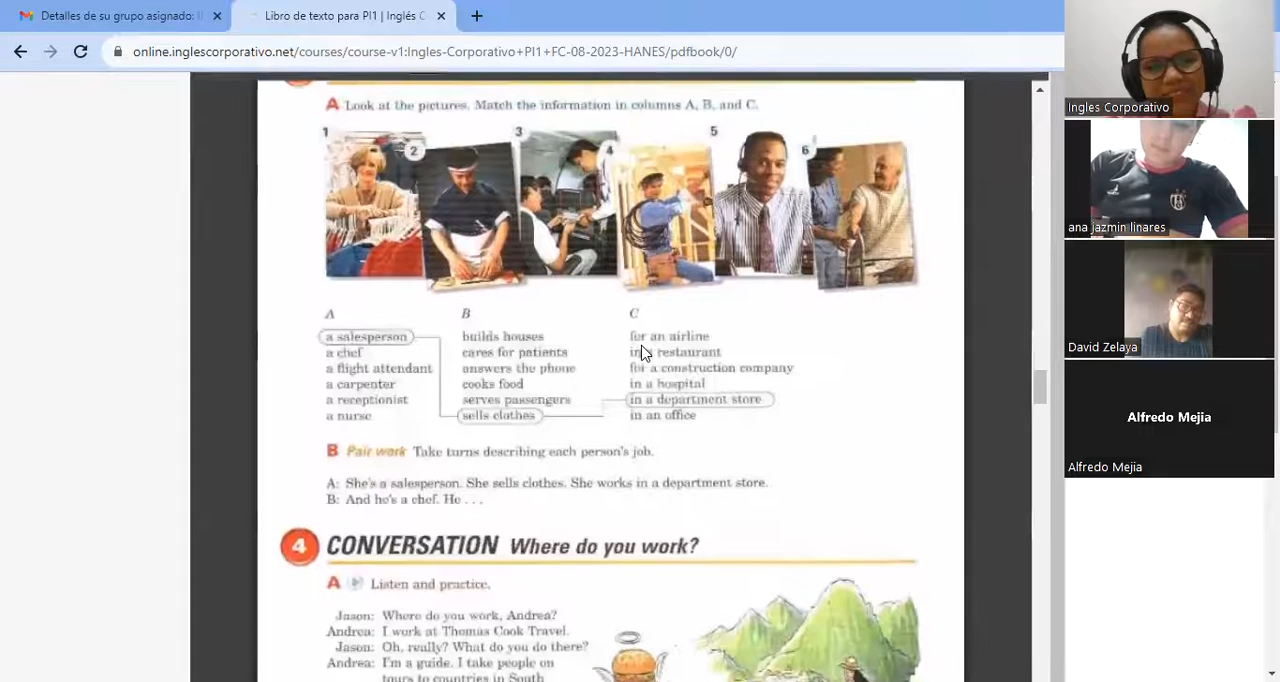 Detalles de su grupo asignado:
Libro de texto para PI1 | Inglés C
online.inglescorporativo.net/courses/course-v1:Ingles-Corporativo+PI1+FC-08-2023-HANES/pdfbook/0/
A Look at the pictures. Match the information in columns A, B, and C.
1 2 3 4 5 6
A B C
a salesperson builds houses for an airline
a chef cares for patients in a restaurant
a flight attendant answers the phone for a construction company
a carpenter cooks food in a hospital
a receptionist serves passengers in a department store
a nurse sells clothes in an office
B Pair work Take turns describing each person's job.
A: She's a salesperson. She sells clothes. She works in a department store.
B: And he's a chef. He . . .
4 CONVERSATION Where do you work?
A Listen and practice.
Jason: Where do you work, Andrea?
Andrea: I work at Thomas Cook Travel.
Jason: Oh, really? What do you do there?
Andrea: I'm a guide. I take people on
tours to countries in South
Ingles Corporativo
ana jazmin linares
David Zelaya
Alfredo Mejia
Alfredo Mejia